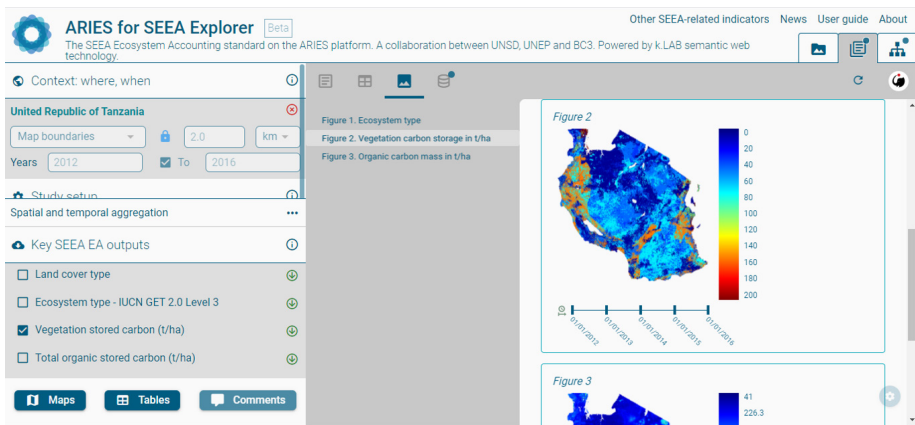 Other SEEA-related indicators News User guide About
ARIES for SEEA Explorer Beta
The SEEA Ecosystem Accounting standard on the ARIES platform. A collaboration between UNSD, UNEP and BC3. Powered by k.LAB semantic web
technology.
Context: where, when
United Republic of Tanzania
Map boundaries 2.0 km
Years 2012 To 2016
Study setup
Spatial and temporal aggregation
Key SEEA EA outputs
Land cover type
Ecosystem type - IUCN GET 2.0 Level 3
Vegetation stored carbon (t/ha)
Total organic stored carbon (t/ha)
Maps Tables Comments
Figure 1. Ecosystem type
Figure 2. Vegetation carbon storage in t/ha
Figure 3. Organic carbon mass in t/ha
Figure 2
0
20
40
60
80
100
120
140
160
180
200
01/01/2012 01/01/2013 01/01/2014 01/01/2015 01/01/2016
Figure 3
41
226.3